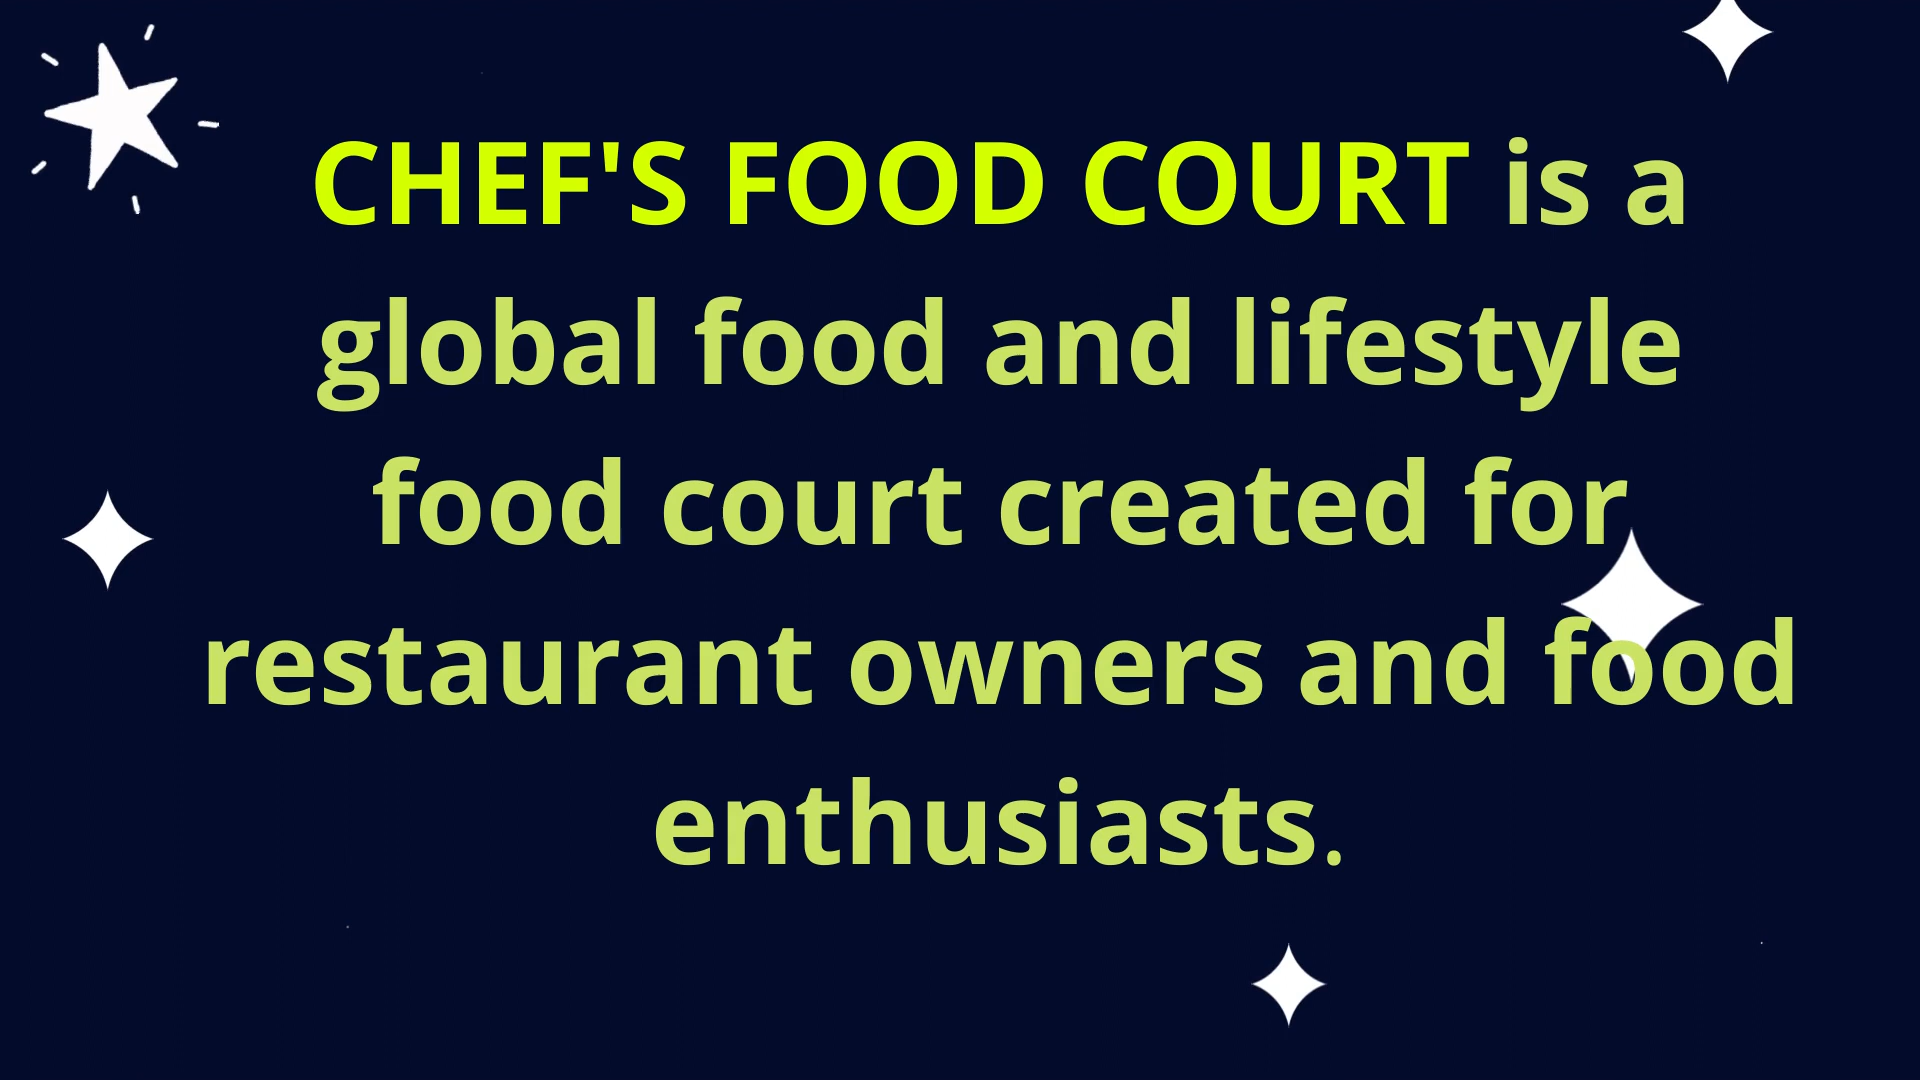 CHEF'S FOOD COURT is a
global food and lifestyle
food court created for
restaurant owners and food
enthusiasts.